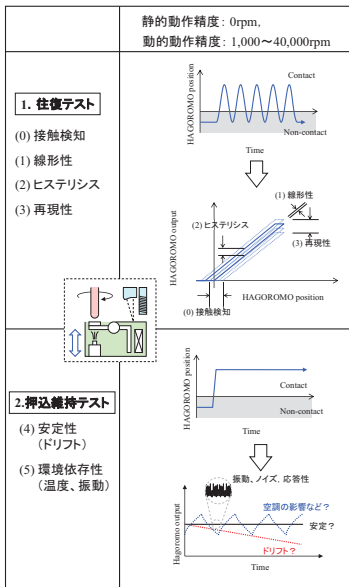 静的動作精度: 0rpm,
動的動作精度: 1,000～40,000rpm
1. 往復テスト
(0) 接触検知
(1) 線形性
(2) ヒステリシス
(3) 再現性
HAGOROMO position
Contact
Non-contact
Time
HAGOROMO output
(1) 線形性
(2) ヒステリシス
(3) 再現性
HAGOROMO position
(0) 接触検知
2.押込維持テスト
(4) 安定性
（ドリフト）
(5) 環境依存性
（温度、振動）
HAGOROMO position
Contact
Non-contact
Time
振動、ノイズ、応答性
Hagoromo output
空調の影響など？
安定？
ドリフト？
Time